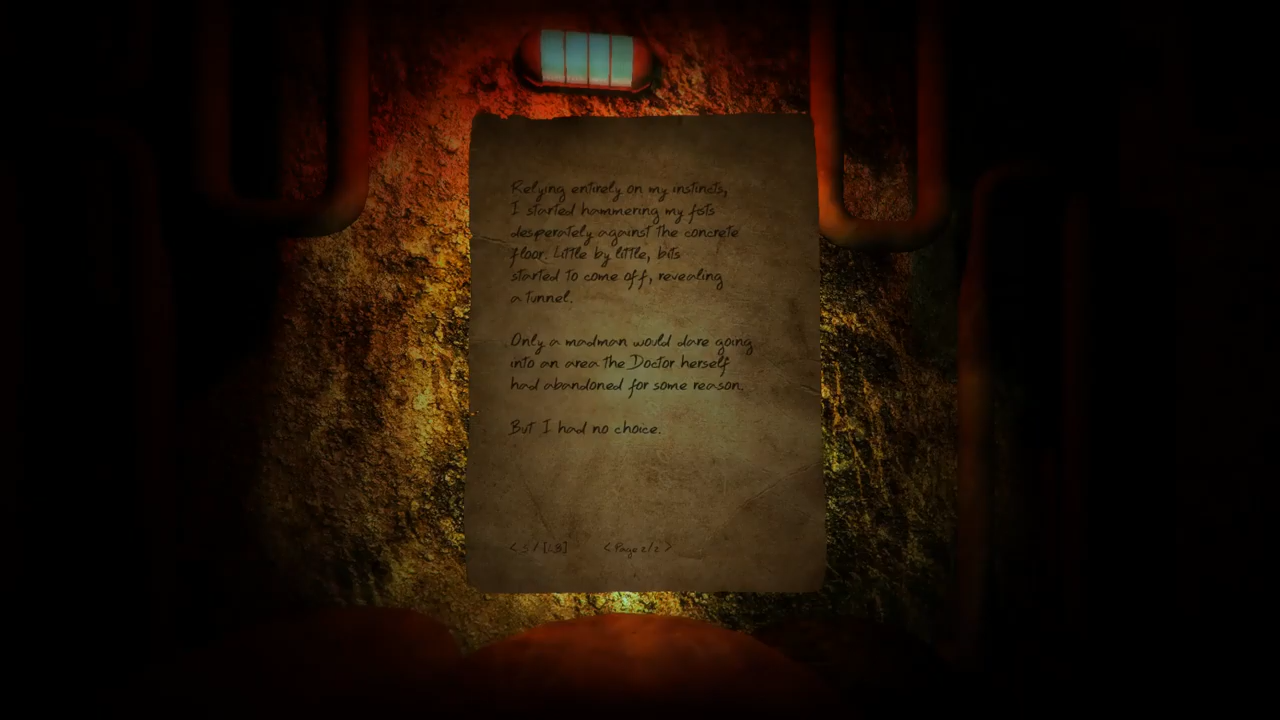 Relying entirely on my instincts,
I started hammering my fists
desperately against the concrete
floor. Little by little, bits
started to come off, revealing
a tunnel.
Only a madman would dare going
into an area the Doctor herself
had abandoned for some reason.
But I had no choice.
<Page 2/2>